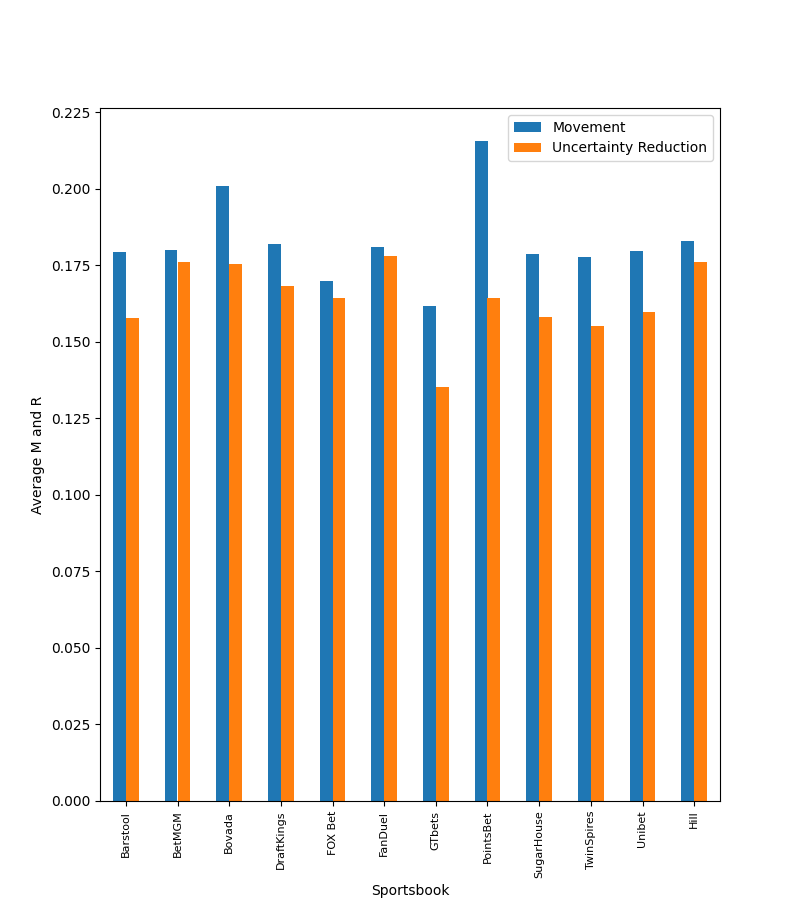 Movement
Uncertainty Reduction
0.225
0.200
0.175
0.150
0.125
0.100
0.075
0.050
0.025
0.000
Average M and R
Barstool
BetMGM
Bovada
DraftKings
FOX Bet
FanDuel
GTbets
PointsBet
SugarHouse
TwinSpires
Unibet
Hill
Sportsbook